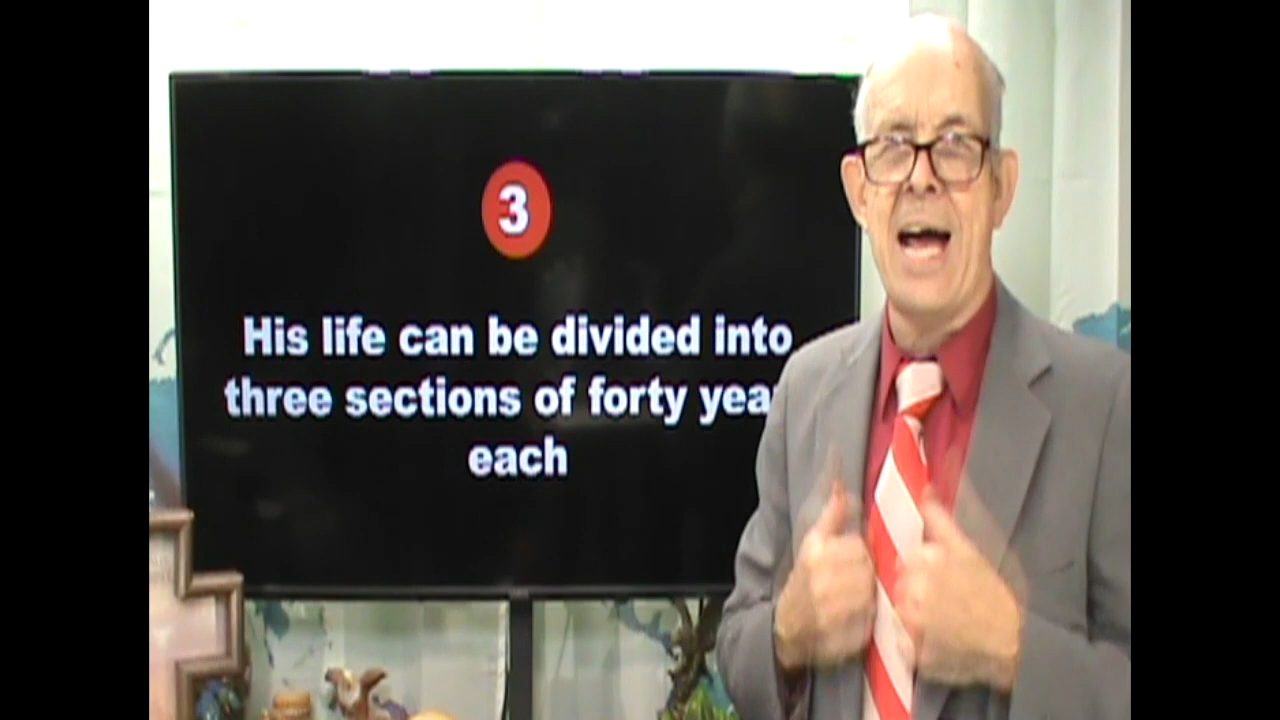 3
His life can be divided into
three sections of forty
each